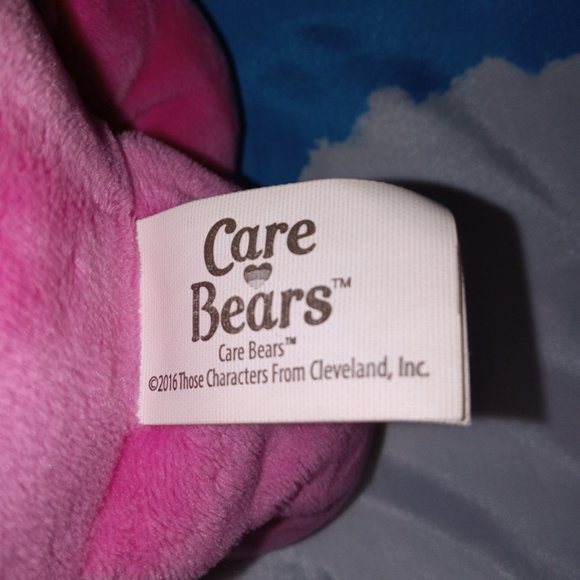 Care
Bears™
Care Bears™
©2016 Those Characters From Cleveland, Inc.